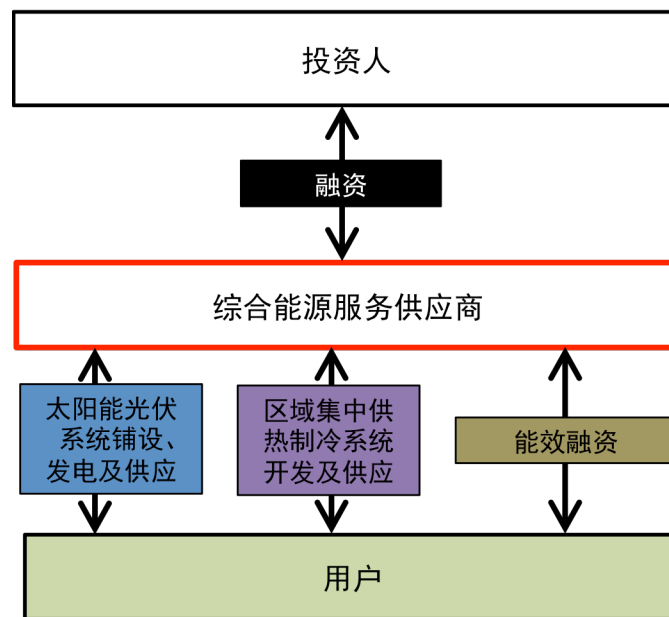 投资人
融资
综合能源服务供应商
太阳能光伏
系统铺设、
发电及供应
区域集中供
热制冷系统
开发及供应
能效融资
用户